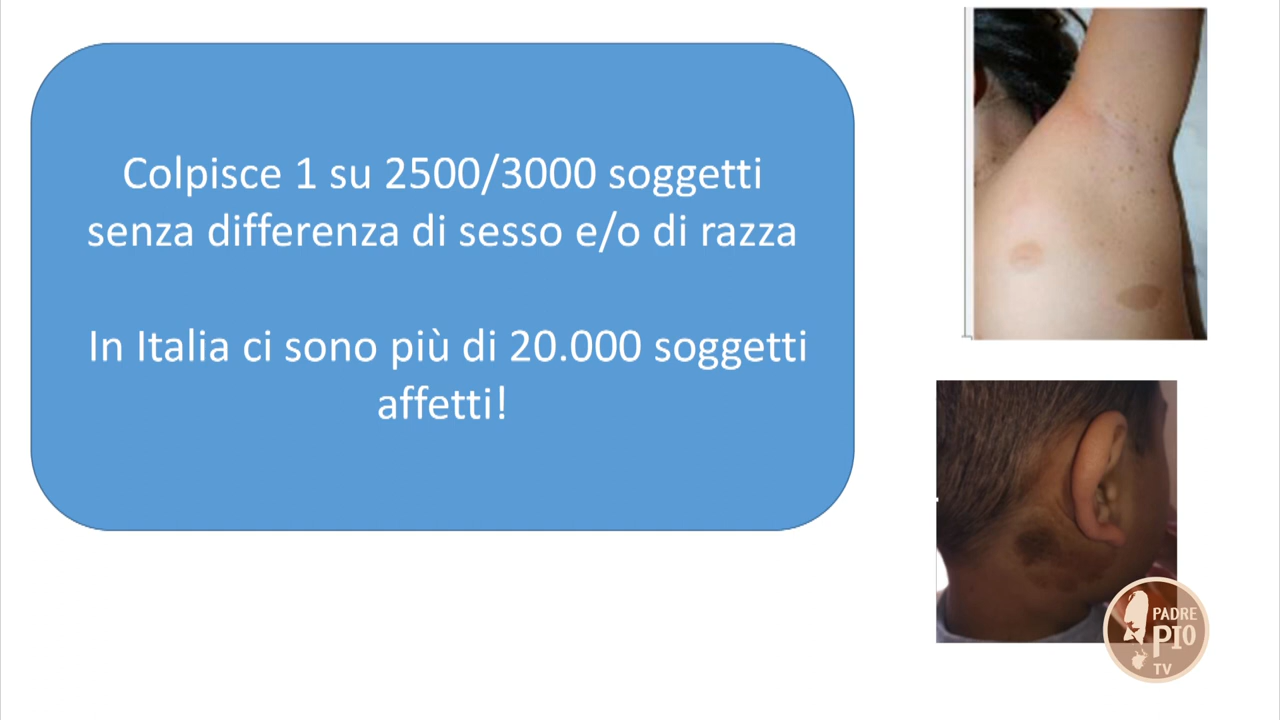 Colpisce 1 su 2500/3000 soggetti
senza differenza di sesso e/o di razza
In Italia ci sono più di 20.000 soggetti
affetti!
PADRE
PIO
TV